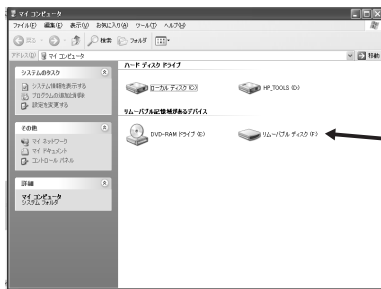 マイ コンピュータ
ファイル(F) 編集(E) 表示(V) お気に入り(A) ツール(T) ヘルプ(H)
戻る 検索 フォルダ
アドレス(D) マイ コンピュータ 移動
システムのタスク
システム情報を表示する
プログラムの追加と削除
設定を変更する
その他
マイ ネットワーク
マイ ドキュメント
コントロール パネル
詳細
マイ コンピュータ
システム フォルダ
ハード ディスク ドライブ
ローカル ディスク (C:)
HP_TOOLS (D:)
リムーバブル記憶域があるデバイス
DVD-RAM ドライブ (E:)
リムーバブル ディスク (F:)